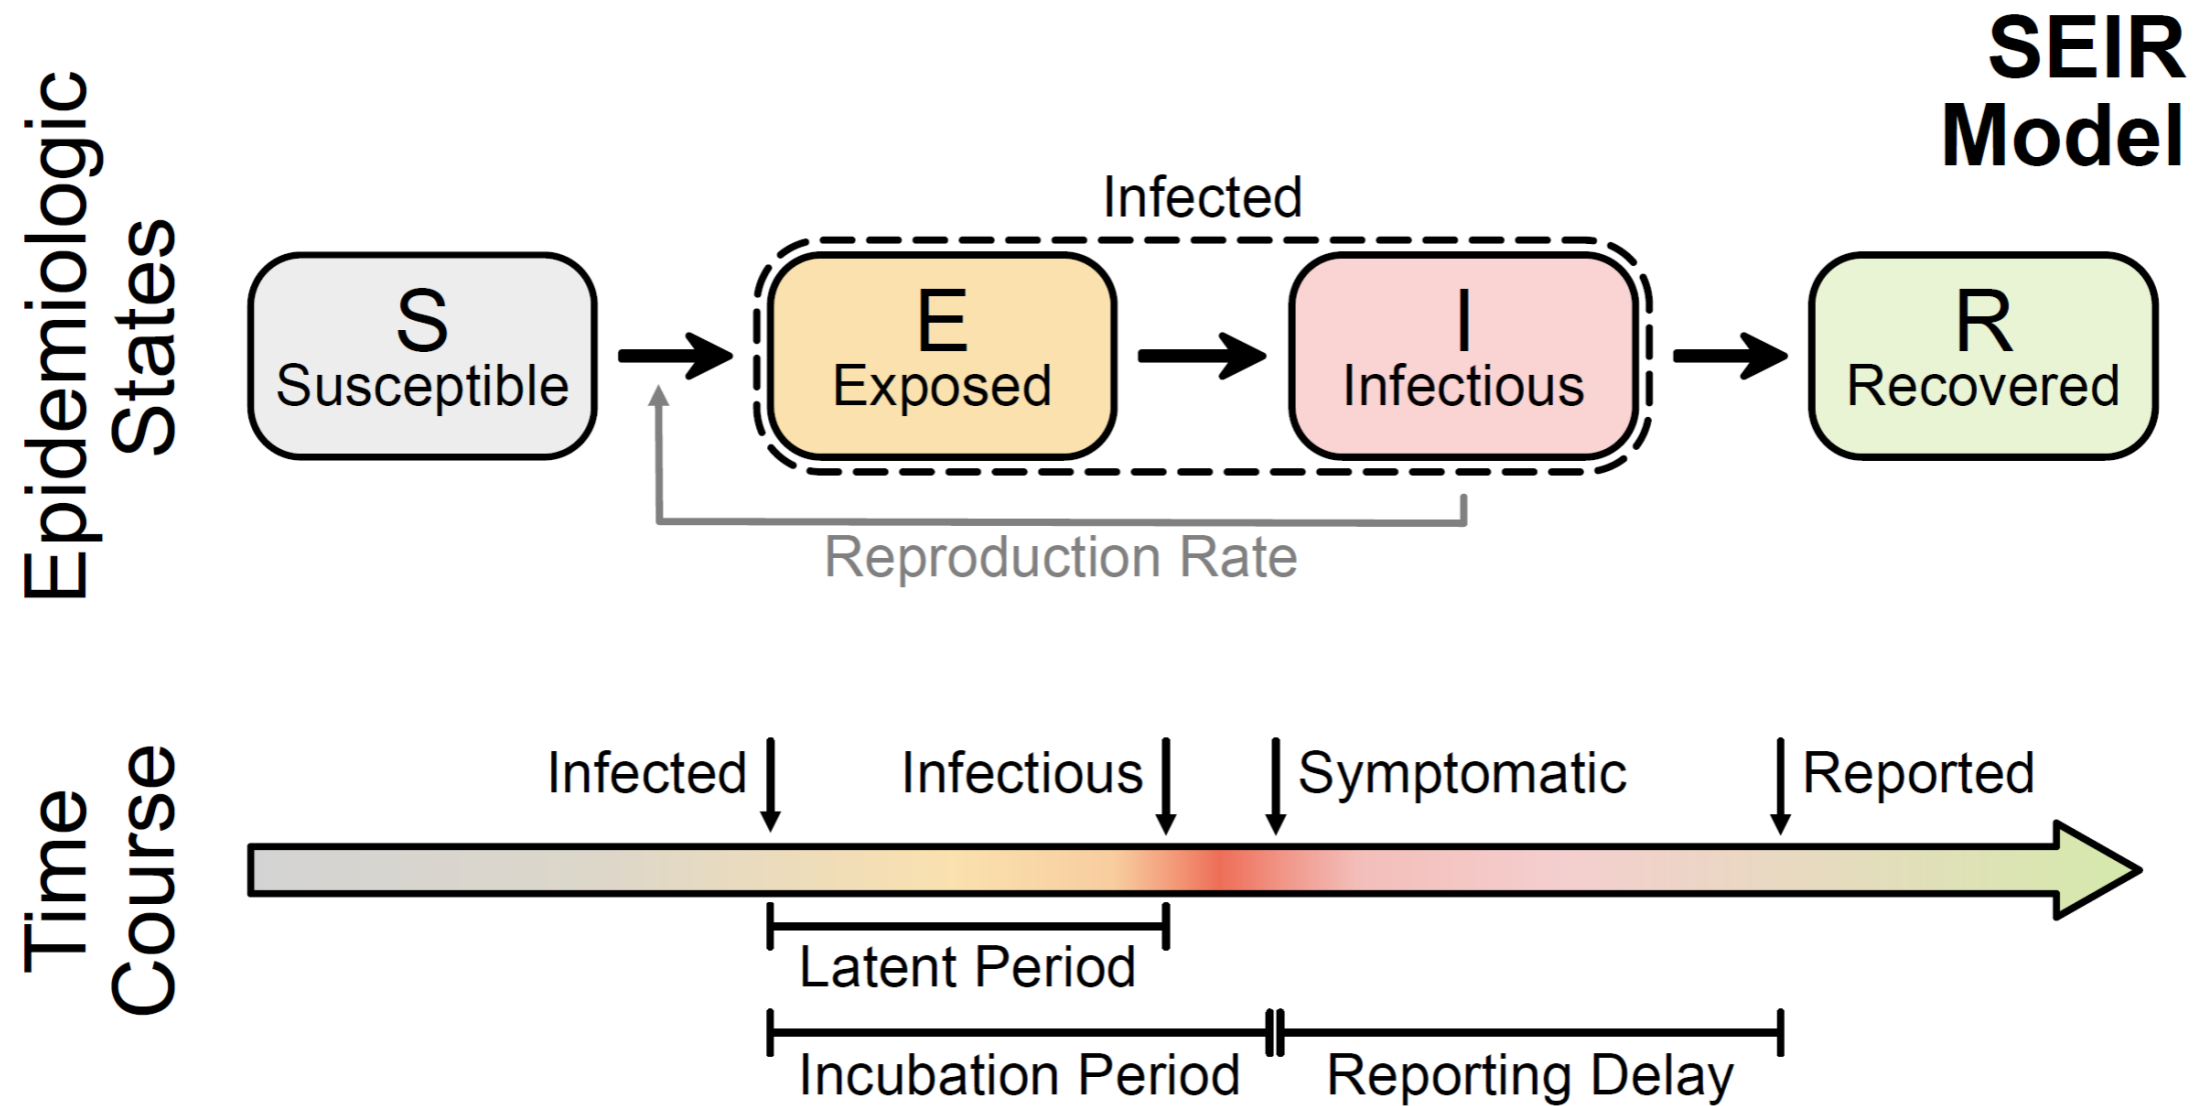 SEIR
Model
Epidemiologic
States
Infected
S
Susceptible
E
Exposed
I
Infectious
R
Recovered
Reproduction Rate
Time
Course
Infected
Infectious
Symptomatic
Reported
Latent Period
Incubation Period
Reporting Delay